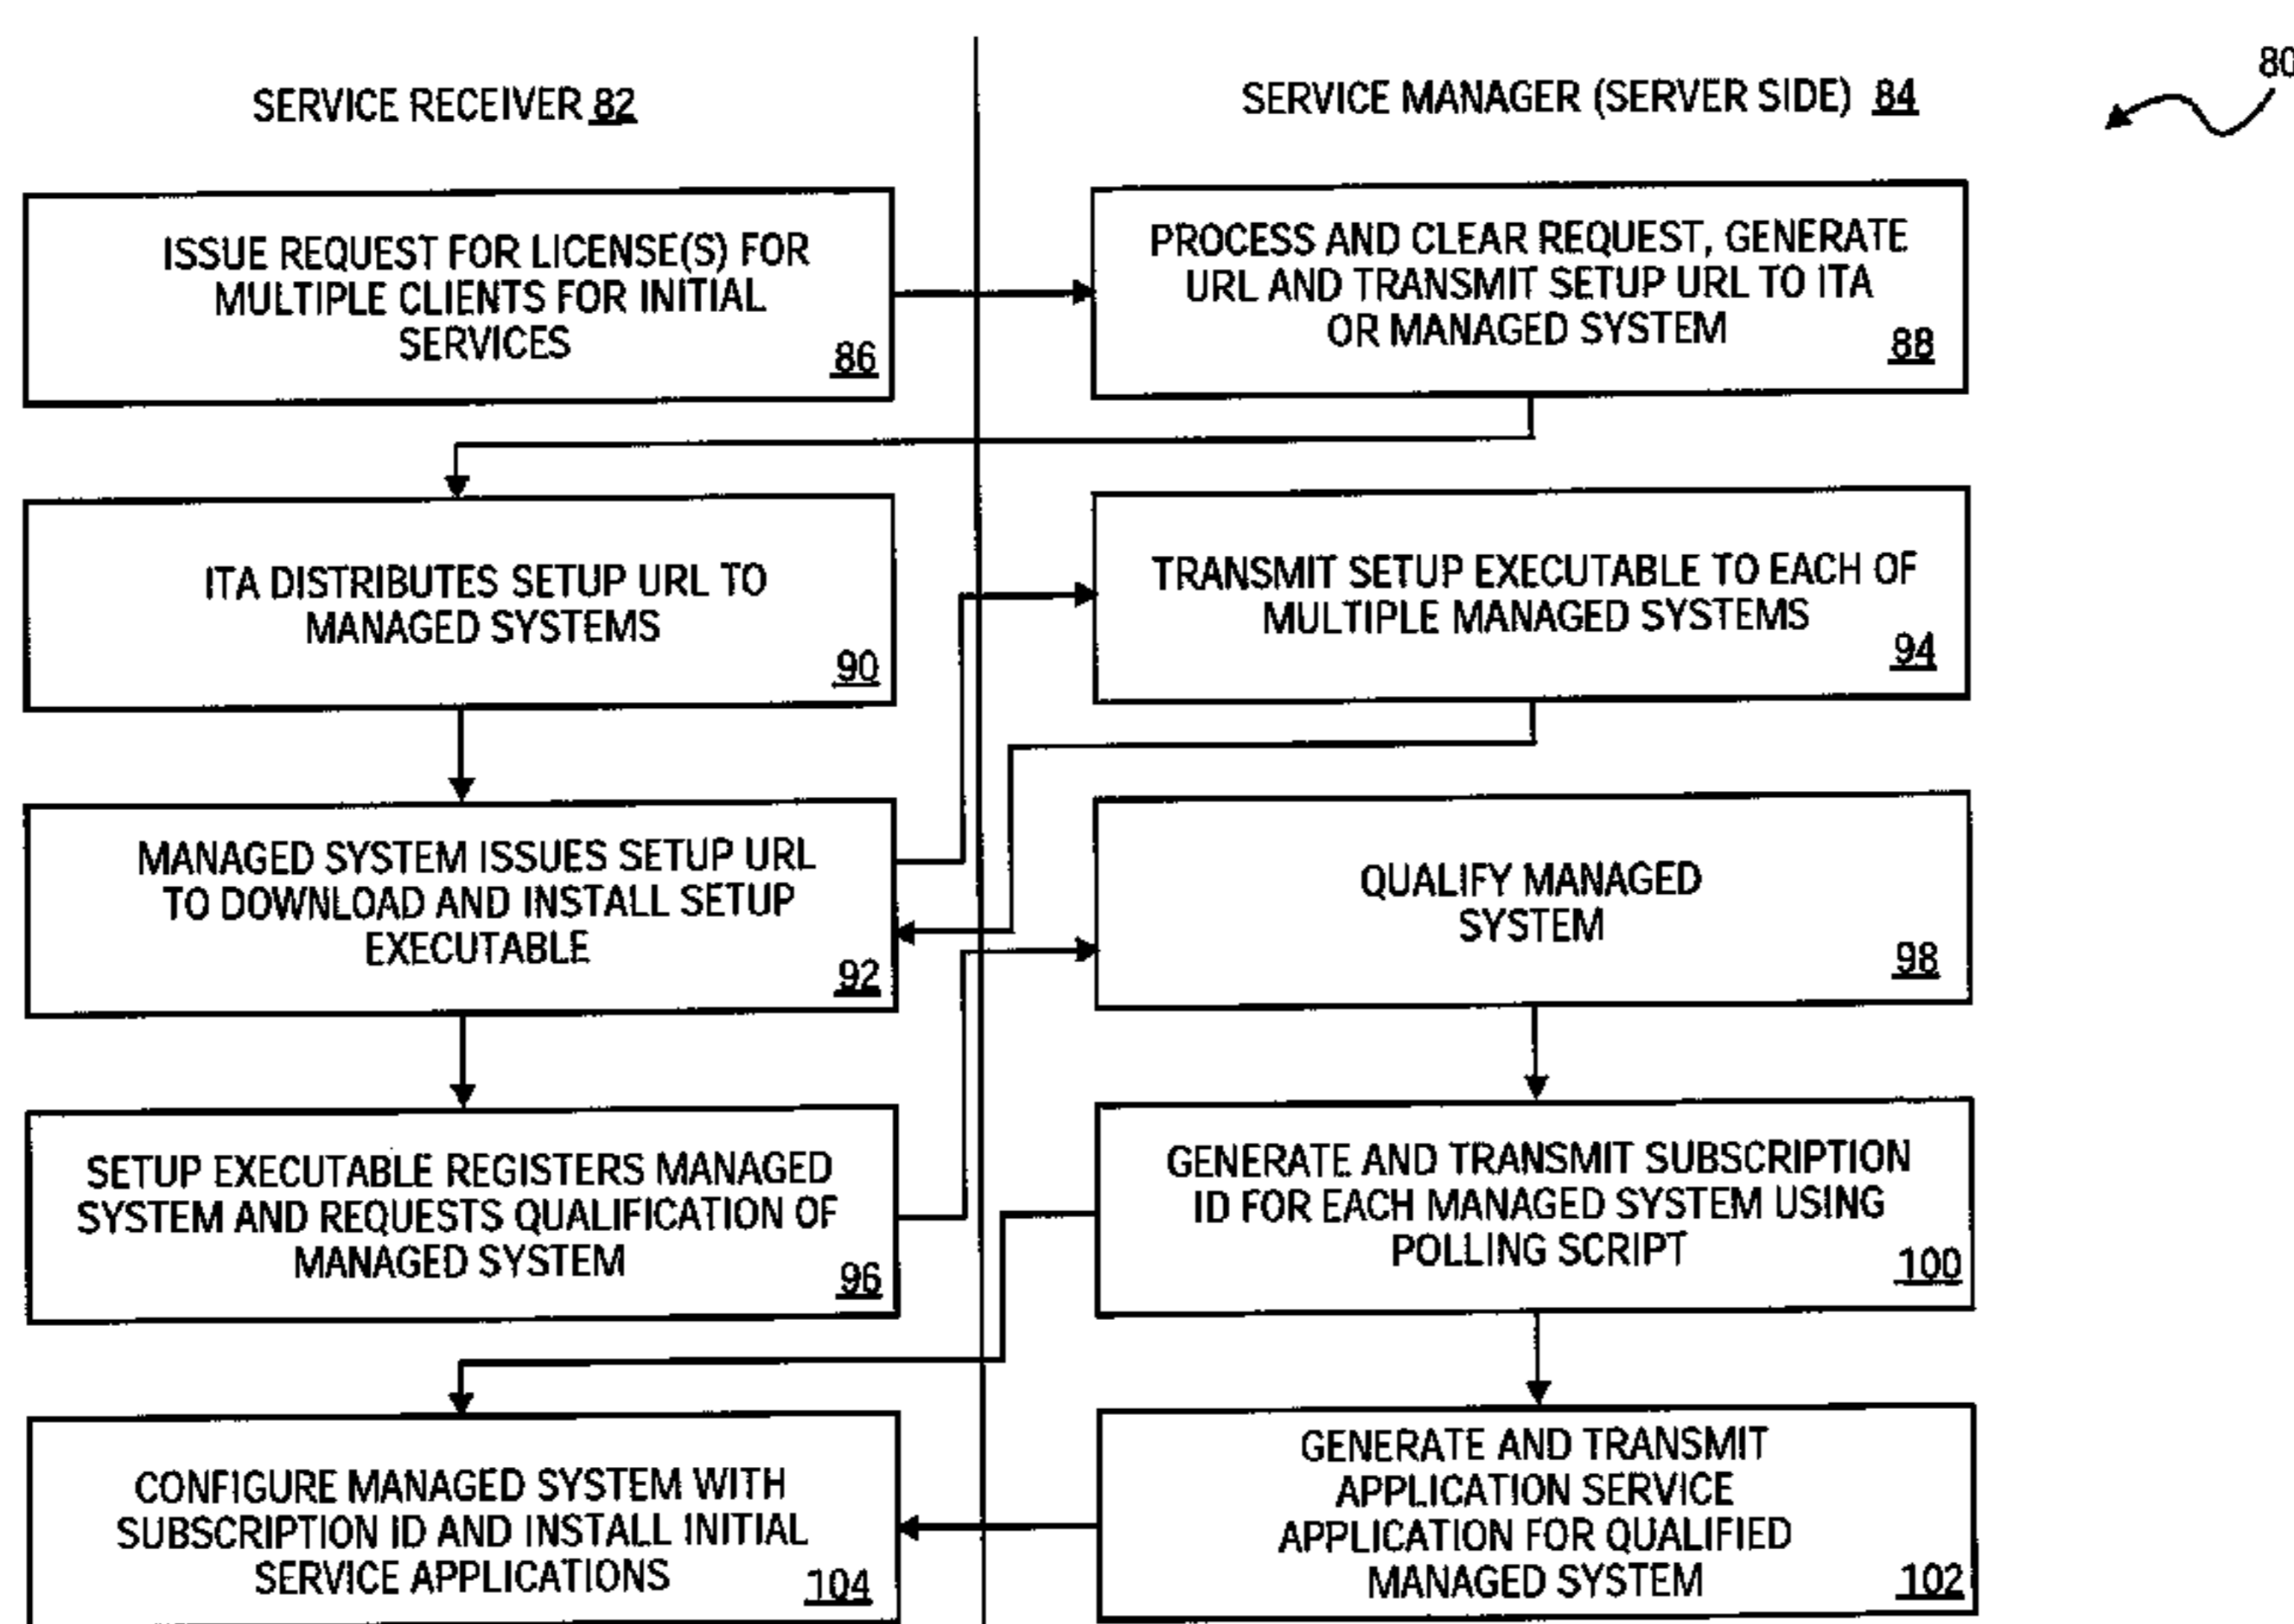 SERVICE RECEIVER 82
SERVICE MANAGER (SERVER SIDE) 84
80
ISSUE REQUEST FOR LICENSE(S) FOR
MULTIPLE CLIENTS FOR INITIAL
SERVICES
86
PROCESS AND CLEAR REQUEST, GENERATE
URL AND TRANSMIT SETUP URL TO ITA
OR MANAGED SYSTEM
88
ITA DISTRIBUTES SETUP URL TO
MANAGED SYSTEMS
90
TRANSMIT SETUP EXECUTABLE TO EACH OF
MULTIPLE MANAGED SYSTEMS
94
MANAGED SYSTEM ISSUES SETUP URL
TO DOWNLOAD AND INSTALL SETUP
EXECUTABLE
92
QUALIFY MANAGED
SYSTEM
98
SETUP EXECUTABLE REGISTERS MANAGED
SYSTEM AND REQUESTS QUALIFICATION OF
MANAGED SYSTEM
96
GENERATE AND TRANSMIT SUBSCRIPTION
ID FOR EACH MANAGED SYSTEM USING
POLLING SCRIPT
100
CONFIGURE MANAGED SYSTEM WITH
SUBSCRIPTION ID AND INSTALL INITIAL
SERVICE APPLICATIONS
104
GENERATE AND TRANSMIT
APPLICATION SERVICE
APPLICATION FOR QUALIFIED
MANAGED SYSTEM
102